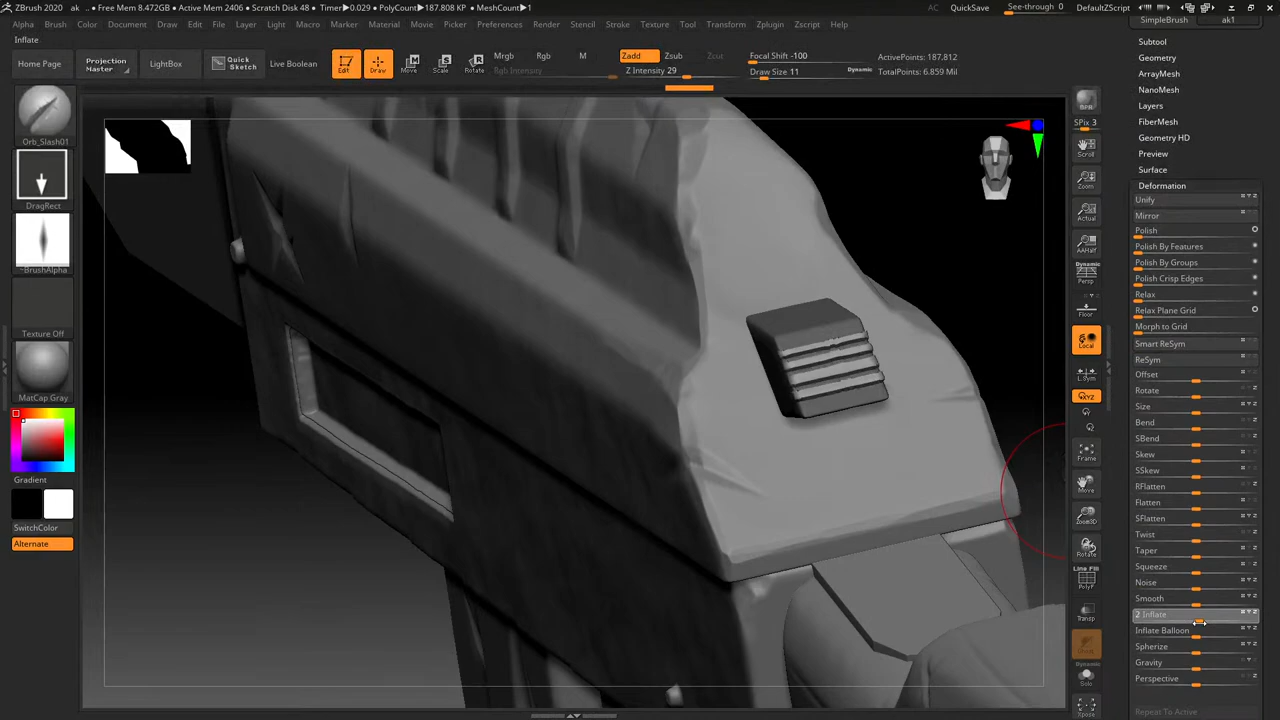 ZBrush 2020 ak .. • Free Mem 8.472GB • Active Mem 2406 • Scratch Disk 48 • Timer▶0.029 • PolyCount▶187.808 KP • MeshCount▶1 AC QuickSave See-through 0 DefaultZScript
Alpha Brush Color Document Draw Edit File Layer Light Macro Marker Material Movie Picker Preferences Render Stencil Stroke Texture Tool Transform Zplugin Zscript Help
Inflate
Home Page
Projection
Master
LightBox
Quick
Sketch
Live Boolean
Edit
Draw
Move
Scale
Rotate
Mrgb Rgb M
Rgb Intensity
Zadd Zsub Zcut
Z Intensity 29
Focal Shift -100
Draw Size 11
Dynamic
ActivePoints: 187.812
TotalPoints: 6.859 Mil
Orb_Slash01
DragRect
~BrushAlpha
Texture Off
MatCap Gray
Gradient
SwitchColor
Alternate
BPR
SPix 3
Scroll
Zoom
Actual
AAHalf
Dynamic
Persp
Floor
Local
L.Sym
XYZ
Frame
Move
Zoom3D
Rotate
Line Fill
PolyF
Transp
Dynamic
Solo
Xpose
SimpleBrush ak1
Subtool
Geometry
ArrayMesh
NanoMesh
Layers
FiberMesh
Geometry HD
Preview
Surface
Deformation
Unify
Mirror
Polish
Polish By Features
Polish By Groups
Polish Crisp Edges
Relax
Relax Plane Grid
Morph to Grid
Smart ReSym
ReSym
Offset
Rotate
Size
Bend
SBend
Skew
SSkew
RFlatten
Flatten
SFlatten
Twist
Taper
Squeeze
Noise
Smooth
2 Inflate
Inflate Balloon
Spherize
Gravity
Perspective
Repeat To Active